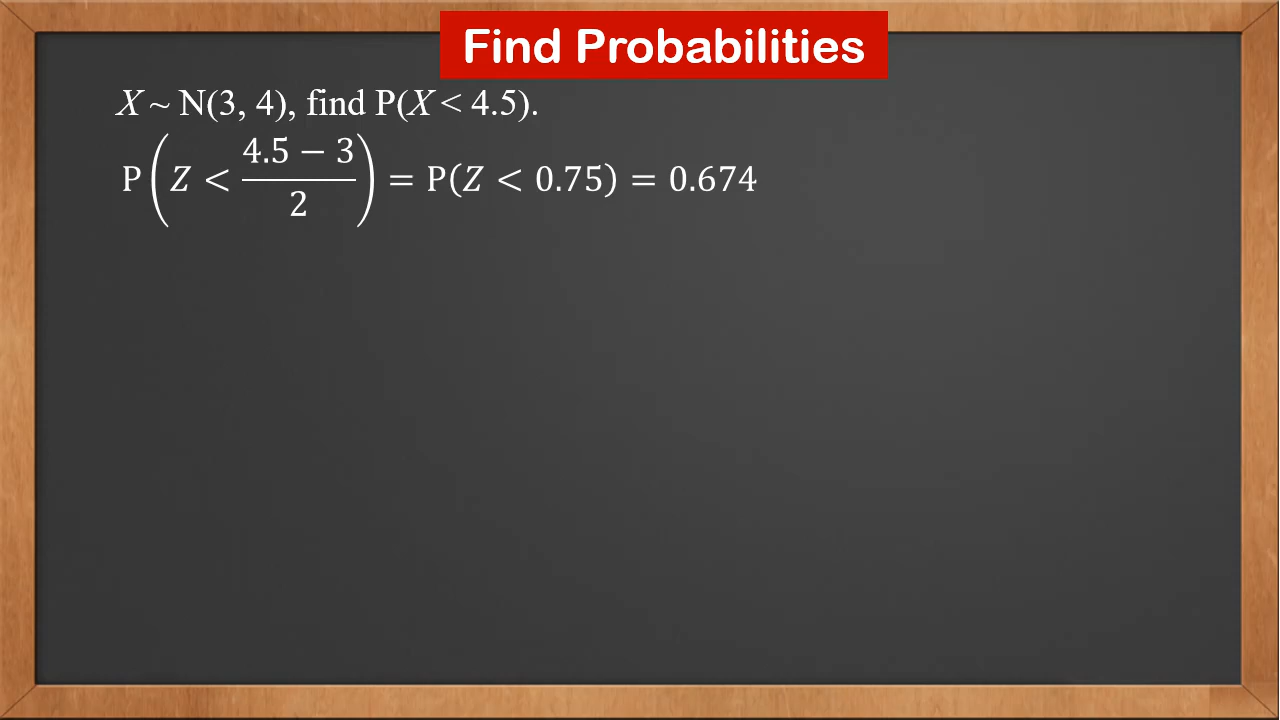 Find Probabilities
X ~ N(3, 4), find P(X < 4.5).
P(Z < (4.5 − 3)/2) = P(Z < 0.75) = 0.674